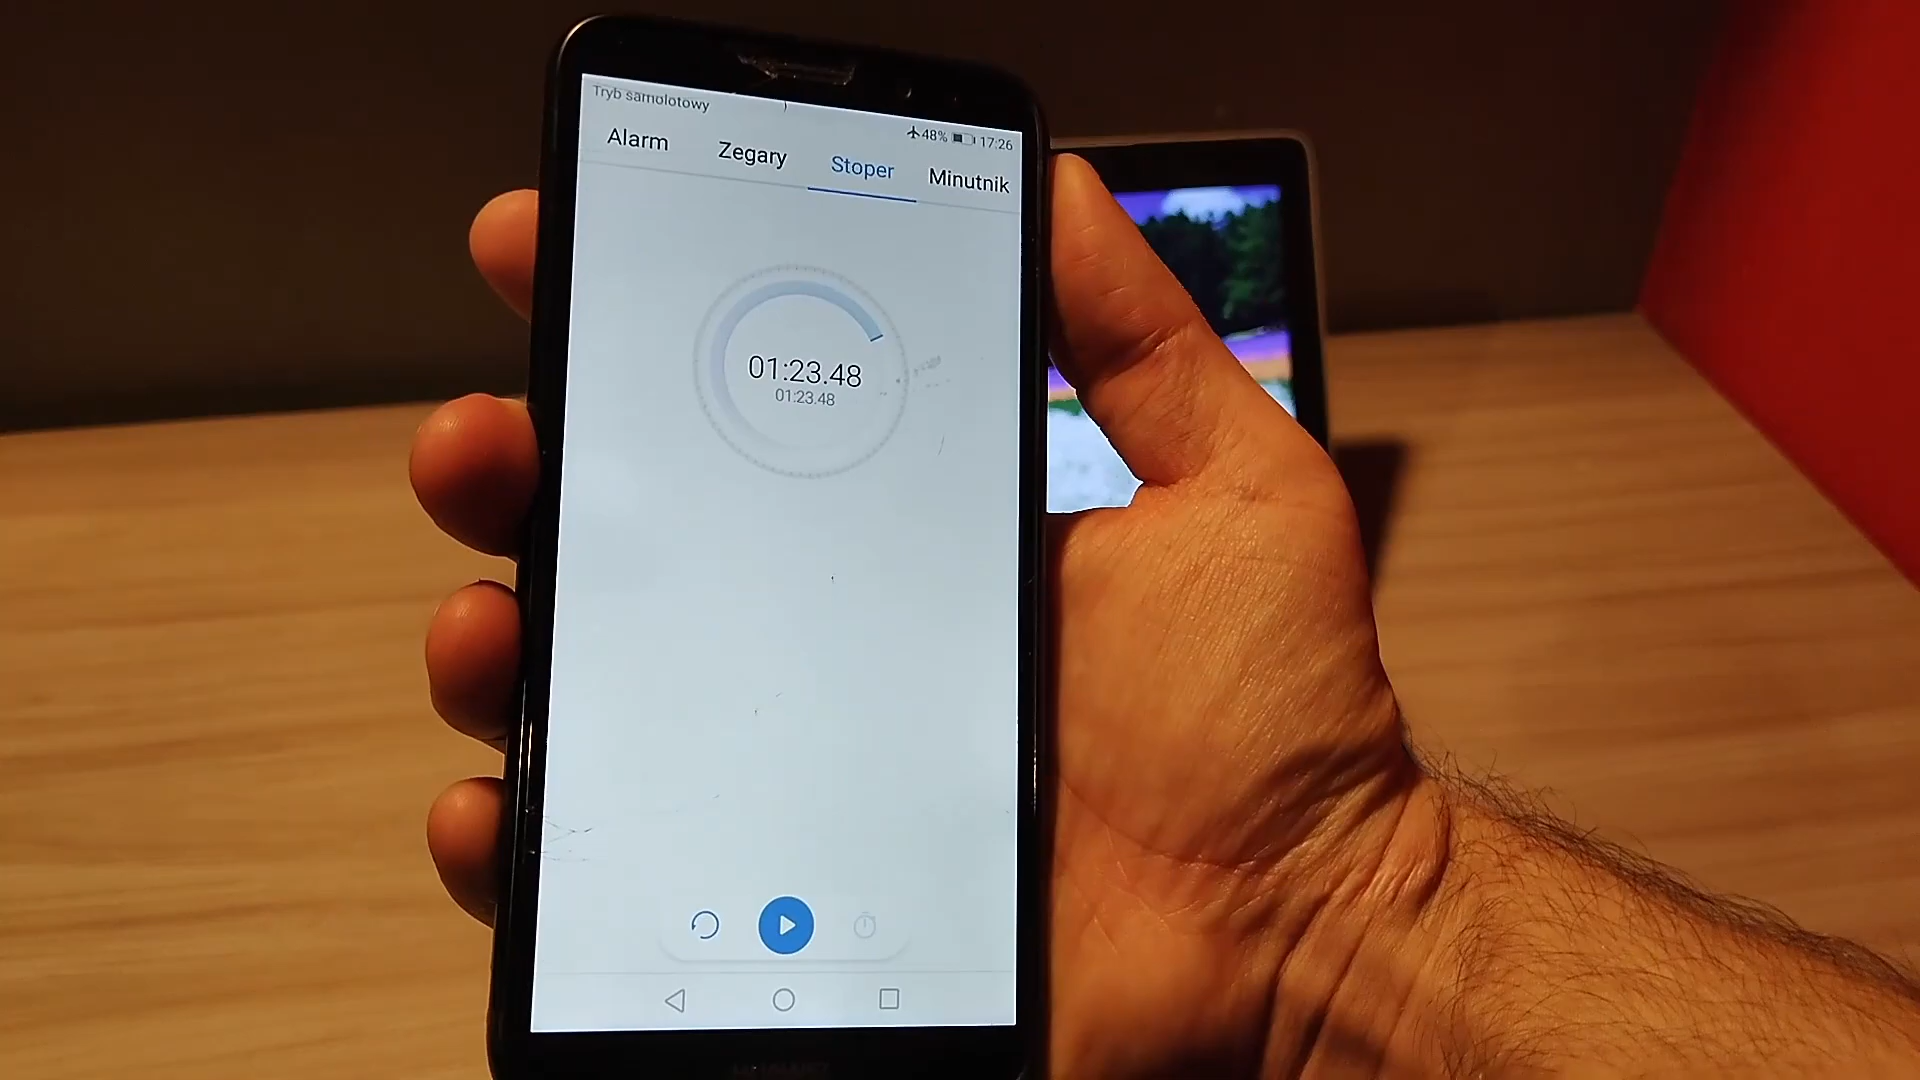 Tryb samolotowy
48% 17:26
Alarm Zegary Stoper Minutnik
01:23.48
01:23.48